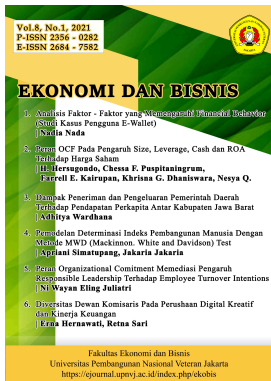 Vol.8, No.1, 2021
P-ISSN 2356 - 0282
E-ISSN 2684 - 7582
EKONOMI DAN BISNIS
1. Analisis Faktor - Faktor yang Memengaruhi Financial Behavior
(Studi Kasus Pengguna E-Wallet)
| Nadia Nada
2. Peran OCF Pada Pengaruh Size, Leverage, Cash dan ROA
Terhadap Harga Saham
| H. Hersugondo, Chessa F. Puspitaningrum,
Farrell E. Kairupan, Khrisna G. Dhaniswara, Nesya Q.
3. Dampak Penerimaan dan Pengeluaran Pemerintah Daerah
Terhadap Pendapatan Perkapita Antar Kabupaten Jawa Barat
| Adhitya Wardhana
4. Pemodelan Determinasi Indeks Pembangunan Manusia Dengan
Metode MWD (Mackinnon. White and Davidson) Test
| Apriani Simatupang, Jakaria Jakaria
5. Peran Organizational Comitment Memediasi Pengaruh
Responsible Leadership Terhadap Employee Turnover Intentions
| Ni Wayan Eling Juliatri
6. Diversitas Dewan Komisaris Pada Perushaan Digital Kreatif
dan Kinerja Keuangan
| Erna Hernawati, Retna Sari
Fakultas Ekonomi dan Bisnis
Universitas Pembangunan Nasional Veteran Jakarta
https://ejournal.upnvj.ac.id/index.php/ekobis